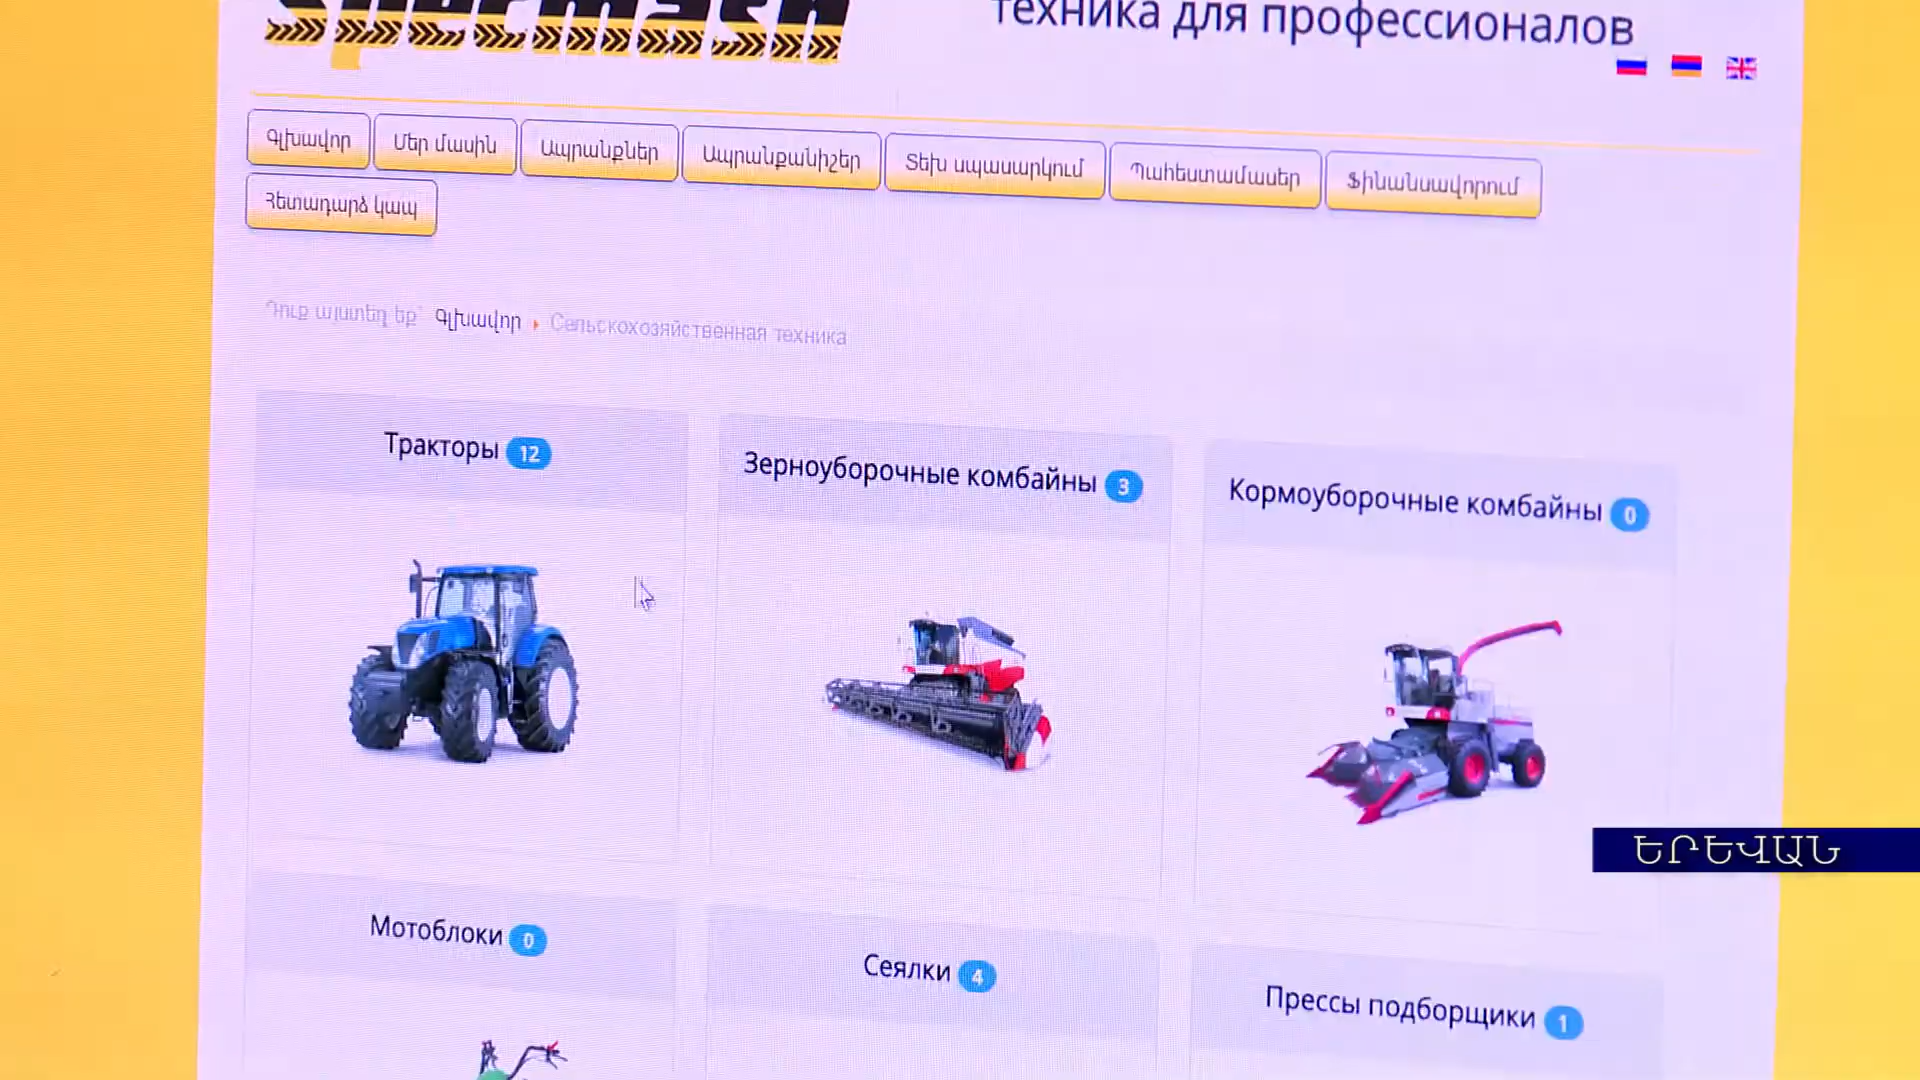 spetmash
техника для профессионалов
Գլխավոր
Մեր մասին
Ապրանքներ
Ապրանքանիշեր
Տեխ սպասարկում
Պահեստամասեր
Ֆինանսավորում
Հետադարձ կապ
Դուք այստեղ եք՝ Գլխավոր Сельскохозяйственная техника
Тракторы 12
Зерноуборочные комбайны 3
Кормоуборочные комбайны 0
ԵՐԵՎԱՆ
Мотоблоки 0
Сеялки 4
Прессы подборщики 1